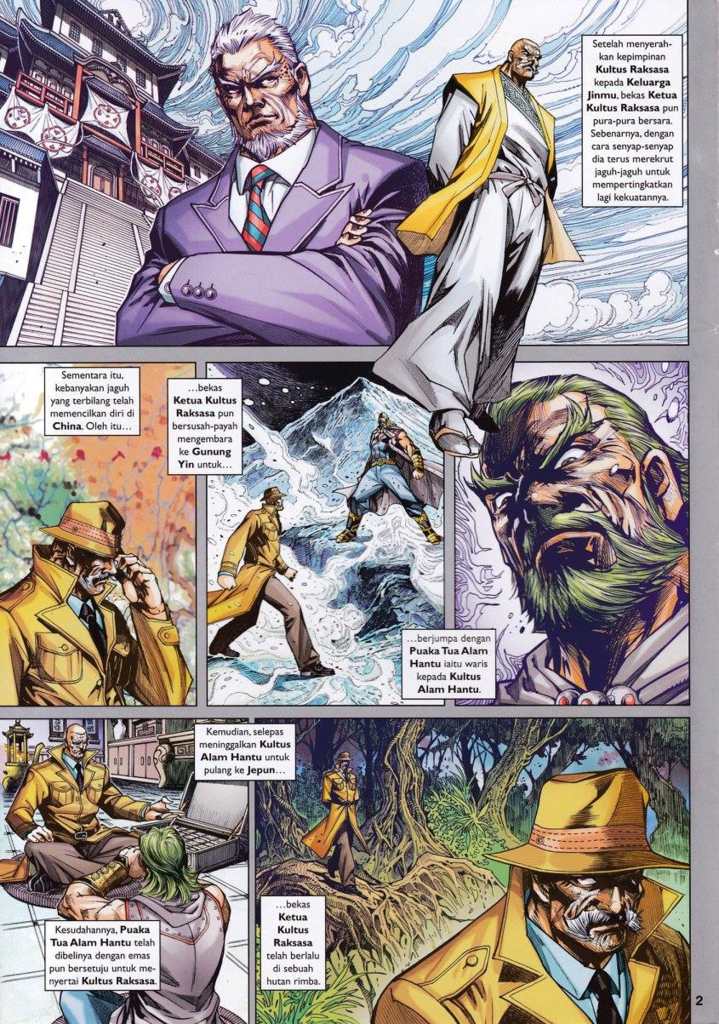 Setelah menyerah-
kan kepimpinan
Kultus Raksasa
kepada Keluarga
Jinmu, bekas Ketua
Kultus Raksasa pun
pura-pura bersara.
Sebenarnya, dengan
cara senyap-senyap
dia terus merekrut
jaguh-jaguh untuk
mempertingkatkan
lagi kekuatannya.
Sementara itu,
kebanyakan jaguh
yang terbilang telah
memencilkan diri di
China. Oleh itu...
...bekas
Ketua Kultus
Raksasa pun
bersusah-payah
mengembara
ke Gunung
Yin untuk...
...berjumpa dengan
Puaka Tua Alam
Hantu iaitu waris
kepada Kultus
Alam Hantu.
Kemudian, selepas
meninggalkan Kultus
Alam Hantu untuk
pulang ke Jepun...
Kesudahannya, Puaka
Tua Alam Hantu telah
dibelinya dengan emas
pun bersetuju untuk me-
nyertai Kultus Raksasa.
...bekas
Ketua
Kultus
Raksasa
telah berlalu
di sebuah
hutan rimba.
2